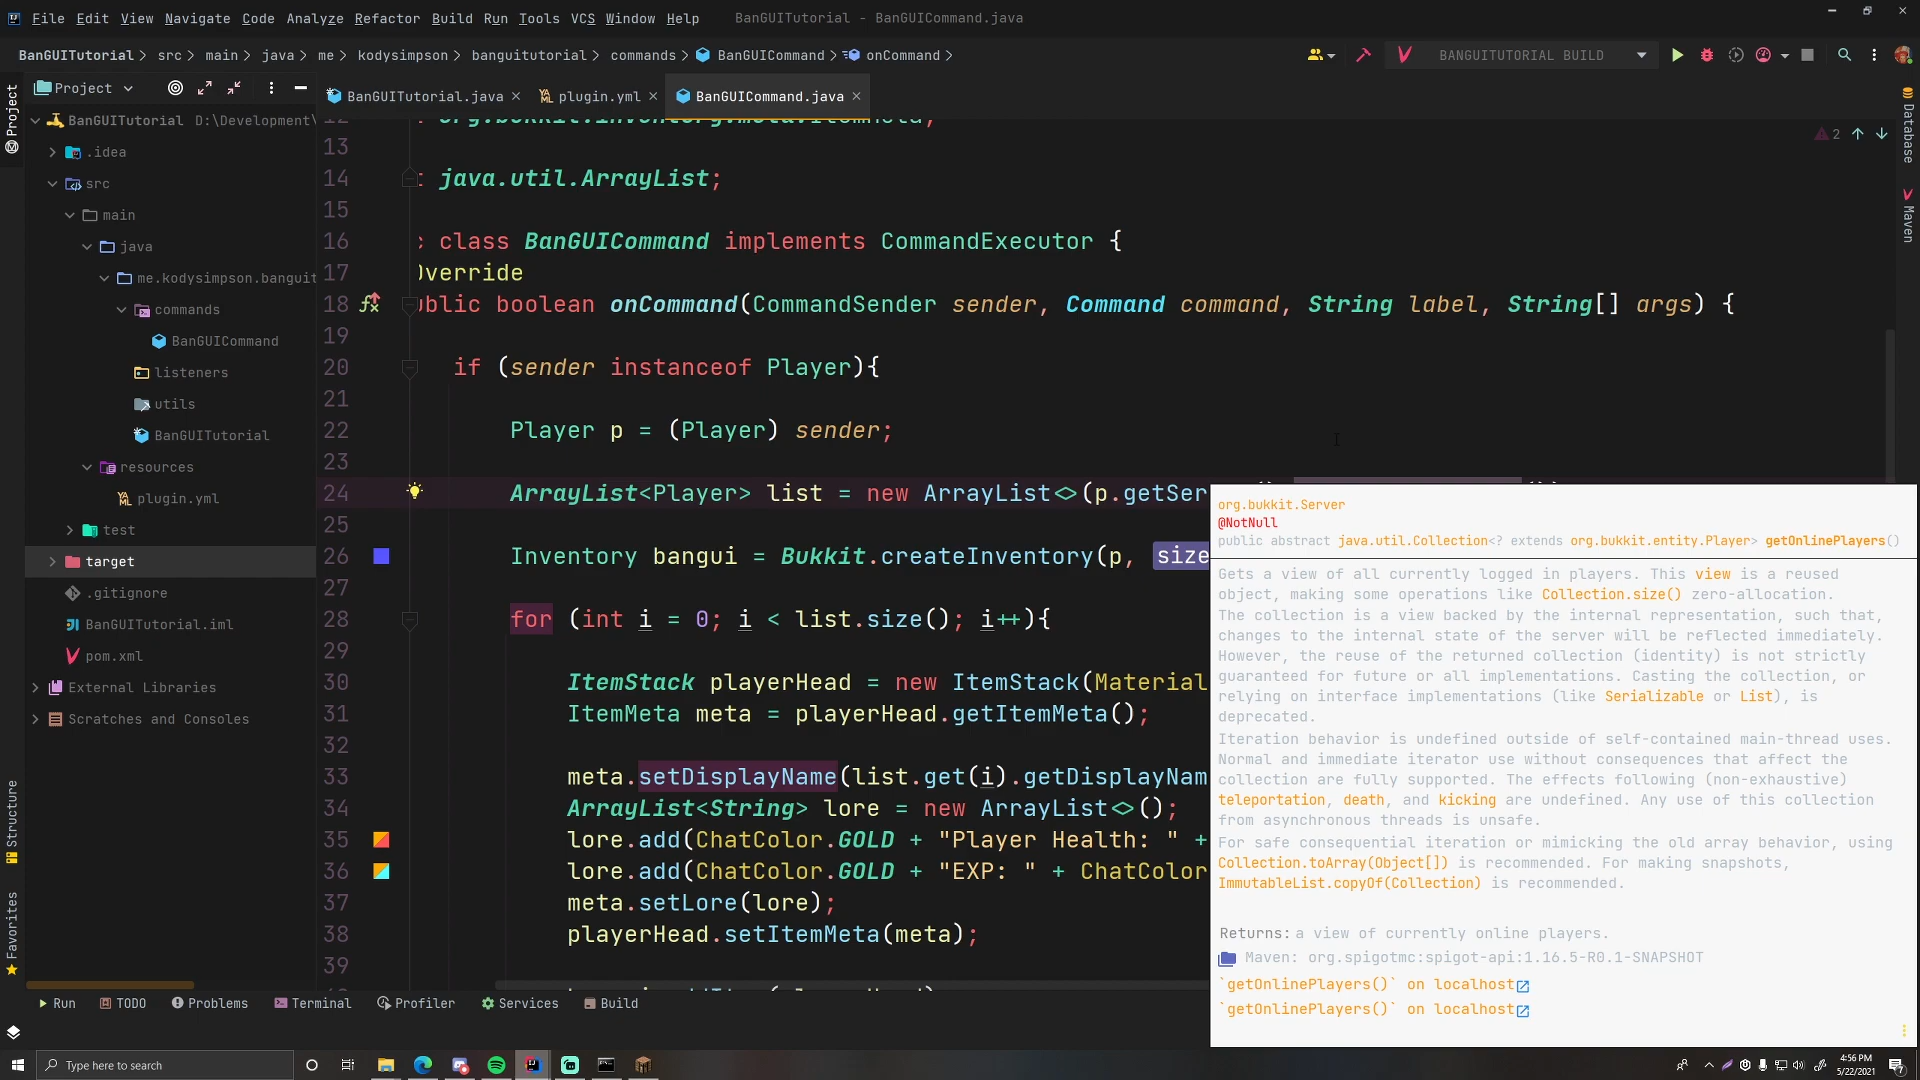 File Edit View Navigate Code Analyze Refactor Build Run Tools VCS Window Help BanGUITutorial - BanGUICommand.java
BanGUITutorial src main java me kodysimpson banguitutorial commands BanGUICommand onCommand BANGUITUTORIAL BUILD
Project
BanGUITutorial.java plugin.yml BanGUICommand.java
Project
Structure
Favorites
Database
Maven
BanGUITutorial D:\Development\
.idea
src
main
java
me.kodysimpson.banguit
commands
BanGUICommand
listeners
utils
BanGUITutorial
resources
plugin.yml
test
target
.gitignore
BanGUITutorial.iml
pom.xml
External Libraries
Scratches and Consoles
2
13
14 java.util.ArrayList;
15
16 class BanGUICommand implements CommandExecutor {
17 Override
18 ublic boolean onCommand(CommandSender sender, Command command, String label, String[] args) {
19
20 if (sender instanceof Player){
21
22 Player p = (Player) sender;
23
24 ArrayList<Player> list = new ArrayList<>(p.getSer
25
26 Inventory bangui = Bukkit.createInventory(p, size
27
28 for (int i = 0; i < list.size(); i++){
29
30 ItemStack playerHead = new ItemStack(Material
31 ItemMeta meta = playerHead.getItemMeta();
32
33 meta.setDisplayName(list.get(i).getDisplayNam
34 ArrayList<String> lore = new ArrayList<>();
35 lore.add(ChatColor.GOLD + "Player Health: " +
36 lore.add(ChatColor.GOLD + "EXP: " + ChatColor
37 meta.setLore(lore);
38 playerHead.setItemMeta(meta);
39
org.bukkit.Server
@NotNull
public abstract java.util.Collection<? extends org.bukkit.entity.Player> getOnlinePlayers()
Gets a view of all currently logged in players. This view is a reused
object, making some operations like Collection.size() zero-allocation.
The collection is a view backed by the internal representation, such that,
changes to the internal state of the server will be reflected immediately.
However, the reuse of the returned collection (identity) is not strictly
guaranteed for future or all implementations. Casting the collection, or
relying on interface implementations (like Serializable or List), is
deprecated.
Iteration behavior is undefined outside of self-contained main-thread uses.
Normal and immediate iterator use without consequences that affect the
collection are fully supported. The effects following (non-exhaustive)
teleportation, death, and kicking are undefined. Any use of this collection
from asynchronous threads is unsafe.
For safe consequential iteration or mimicking the old array behavior, using
Collection.toArray(Object[]) is recommended. For making snapshots,
ImmutableList.copyOf(Collection) is recommended.
Returns: a view of currently online players.
Maven: org.spigotmc:spigot-api:1.16.5-R0.1-SNAPSHOT
`getOnlinePlayers()` on localhost
`getOnlinePlayers()` on localhost
Run TODO Problems Terminal Profiler Services Build
Type here to search
4:56 PM
5/22/2021